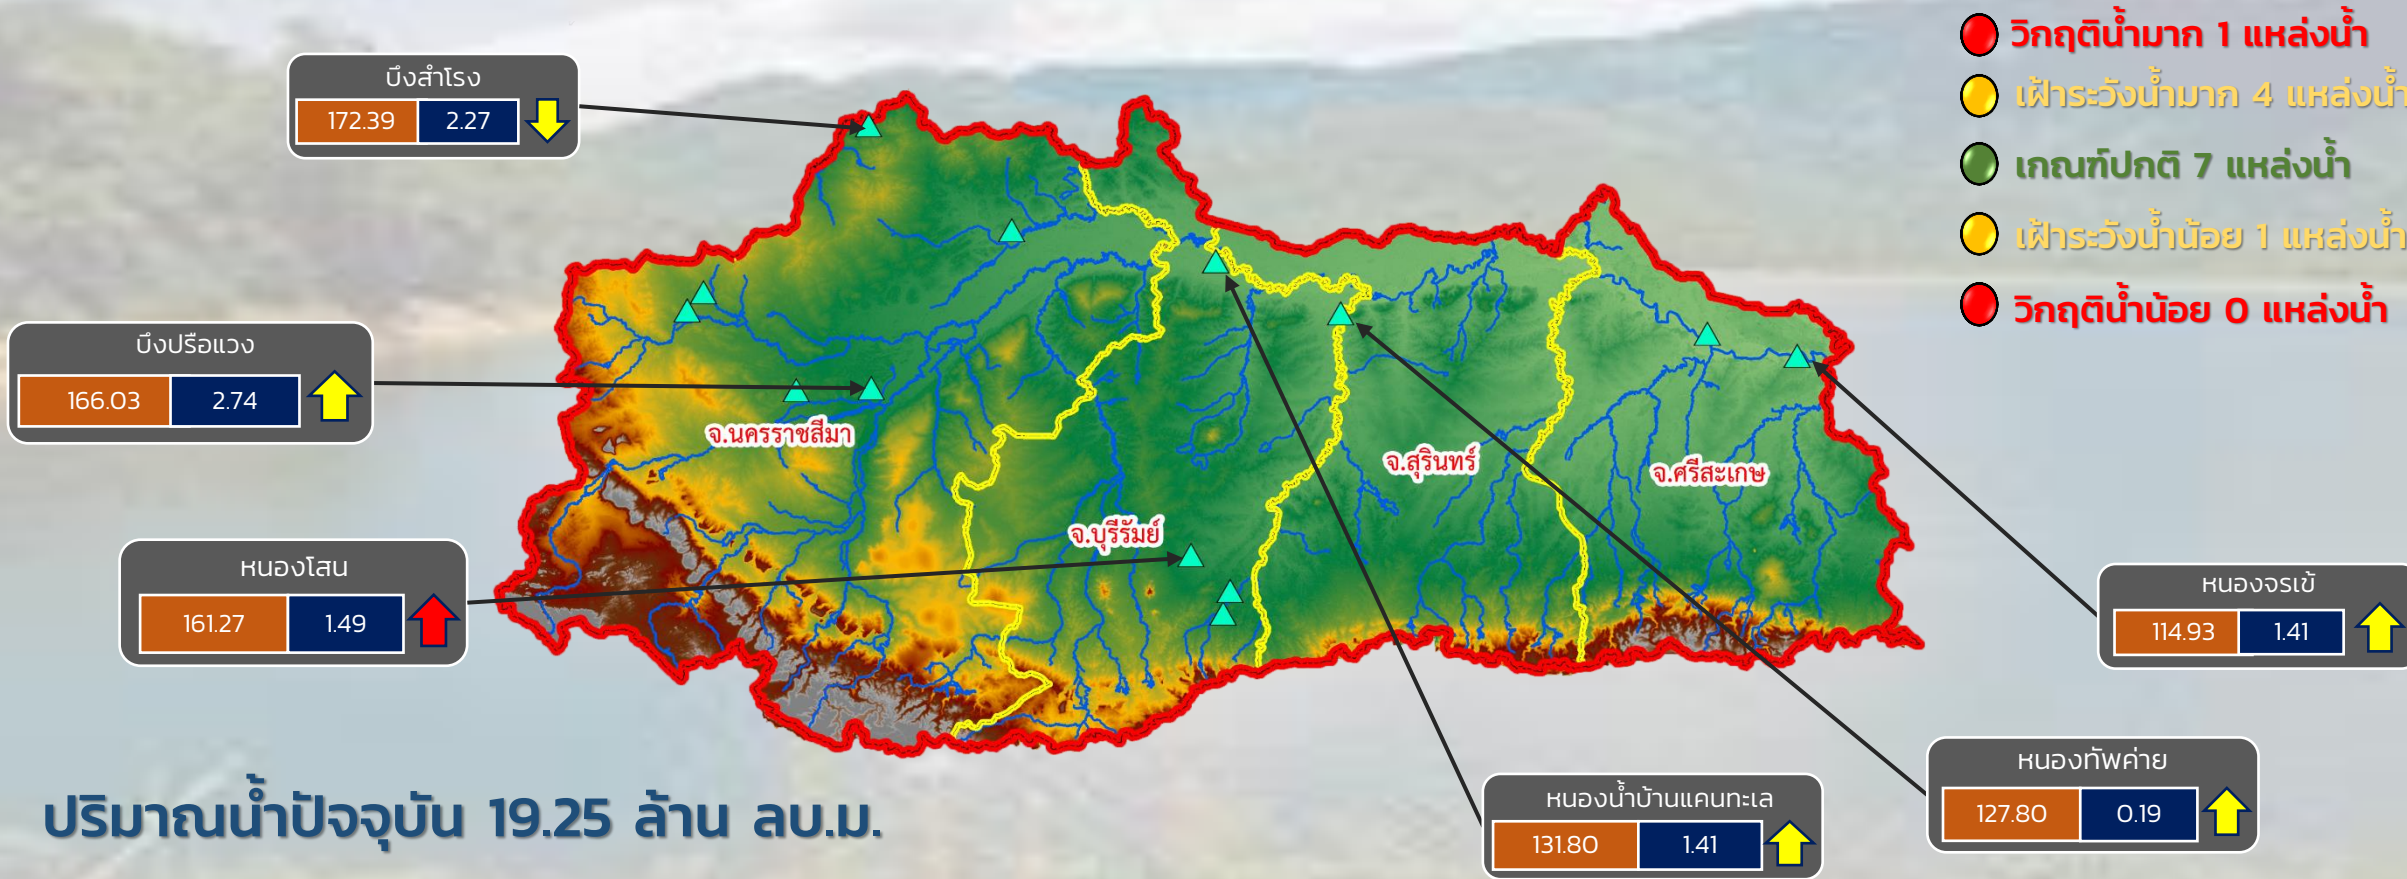 วิกฤติน้ำมาก 1 แหล่งน้ำ
เฝ้าระวังน้ำมาก 4 แหล่งน้ำ
เกณฑ์ปกติ 7 แหล่งน้ำ
เฝ้าระวังน้ำน้อย 1 แหล่งน้ำ
วิกฤติน้ำน้อย 0 แหล่งน้ำ
บึงสำโรง
172.39 2.27
บึงปรือแวง
166.03 2.74
หนองโสน
161.27 1.49
จ.นครราชสีมา
จ.บุรีรัมย์
จ.สุรินทร์
จ.ศรีสะเกษ
หนองจรเข้
114.93 1.41
หนองทัพค่าย
127.80 0.19
หนองน้ำบ้านแคนทะเล
131.80 1.41
ปริมาณน้ำปัจจุบัน 19.25 ล้าน ลบ.ม.